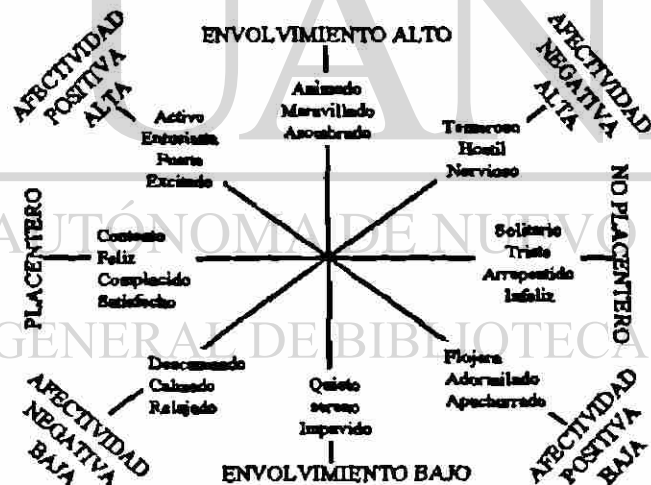 UAN
AUTÓNOMA DE NUEVO
GENERAL DE BIBLIOTECA
ENVOLVIMIENTO ALTO
Animado
Maravillado
Asombrado
AFECTIVIDAD
NEGATIVA
ALTA
Temeroso
Hostil
Nervioso
NO PLACENTERO
Solitario
Triste
Arrepentido
Infeliz
AFECTIVIDAD
POSITIVA
BAJA
Flojera
Adormilado
Apachurrado
ENVOLVIMIENTO BAJO
Quieto
sereno
Impavido
AFECTIVIDAD
NEGATIVA
BAJA
Descansado
Calmado
Relajado
PLACENTERO
Contento
Feliz
Complacido
Satisfecho
AFECTIVIDAD
POSITIVA
ALTA
Activo
Entusiasta
Fuerte
Excitado